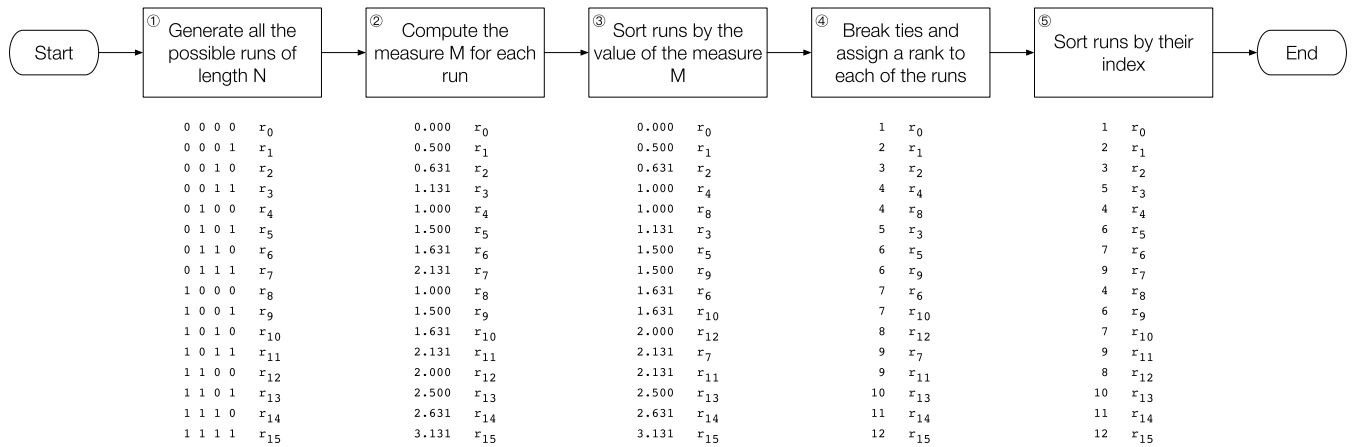 Start
①
Generate all the
possible runs of
length N
②
Compute the
measure M for each
run
③
Sort runs by the
value of the measure
M
④
Break ties and
assign a rank to
each of the runs
⑤
Sort runs by their
index
End
0 0 0 0 r0 0.000 r0 0.000 r0 1 r0 1 r0
0 0 0 1 r1 0.500 r1 0.500 r1 2 r1 2 r1
0 0 1 0 r2 0.631 r2 0.631 r2 3 r2 3 r2
0 0 1 1 r3 1.131 r3 1.000 r4 4 r4 5 r3
0 1 0 0 r4 1.000 r4 1.000 r8 4 r8 4 r4
0 1 0 1 r5 1.500 r5 1.131 r3 5 r3 6 r5
0 1 1 0 r6 1.631 r6 1.500 r5 6 r5 7 r6
0 1 1 1 r7 2.131 r7 1.500 r9 6 r9 9 r7
1 0 0 0 r8 1.000 r8 1.631 r6 7 r6 4 r8
1 0 0 1 r9 1.500 r9 1.631 r10 7 r10 6 r9
1 0 1 0 r10 1.631 r10 2.000 r12 8 r12 7 r10
1 0 1 1 r11 2.131 r11 2.131 r7 9 r7 9 r11
1 1 0 0 r12 2.000 r12 2.131 r11 9 r11 8 r12
1 1 0 1 r13 2.500 r13 2.500 r13 10 r13 10 r13
1 1 1 0 r14 2.631 r14 2.631 r14 11 r14 11 r14
1 1 1 1 r15 3.131 r15 3.131 r15 12 r15 12 r15